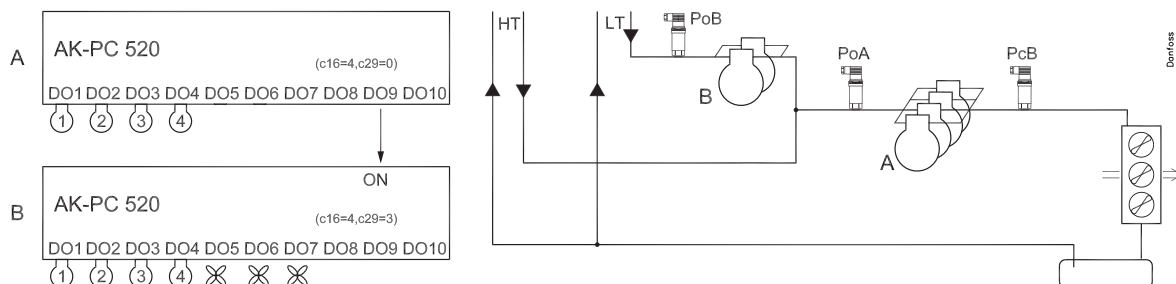 A
AK-PC 520
(c16=4,c29=0)
DO1 DO2 DO3 DO4 DO5 DO6 DO7 DO8 DO9 DO10
1 2 3 4
ON
B
AK-PC 520
(c16=4,c29=3)
DO1 DO2 DO3 DO4 DO5 DO6 DO7 DO8 DO9 DO10
1 2 3 4
HT
LT
PoB
B
PoA
A
PcB
Danfoss